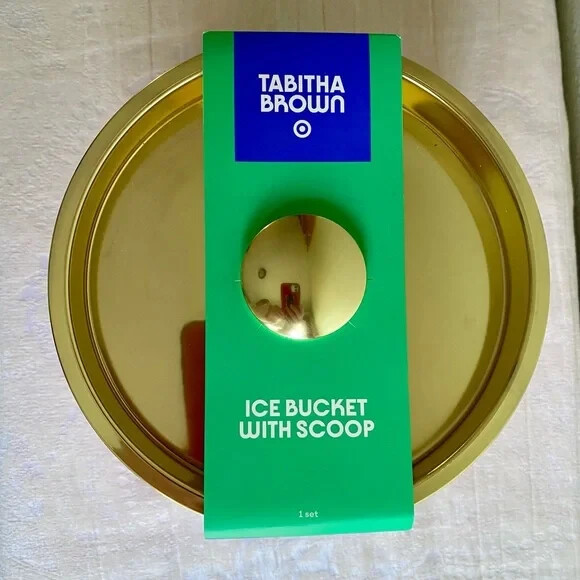 TABITHA
BROWN
ICE BUCKET
WITH SCOOP
1 set